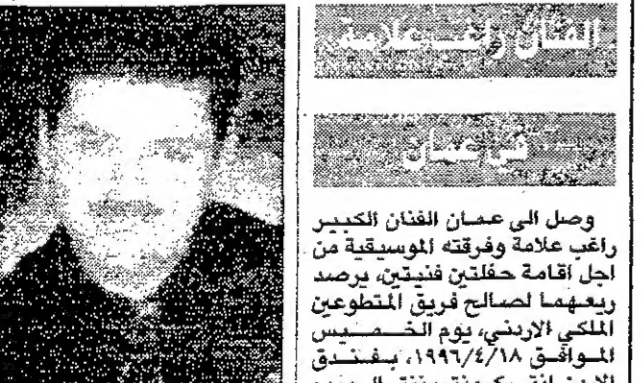 الفنان راغب علامة
في عمان
وصل الى عمان الفنان الكبير
راغب علامة وفرقته الموسيقية من
اجل اقامة حفلتين فنيتين، يرصد
ريعهما لصالح فريق المتطوعين
الملكي الاردني، يوم الخميس
الموافق ١٩٩٦/٤/١٨، بفندق